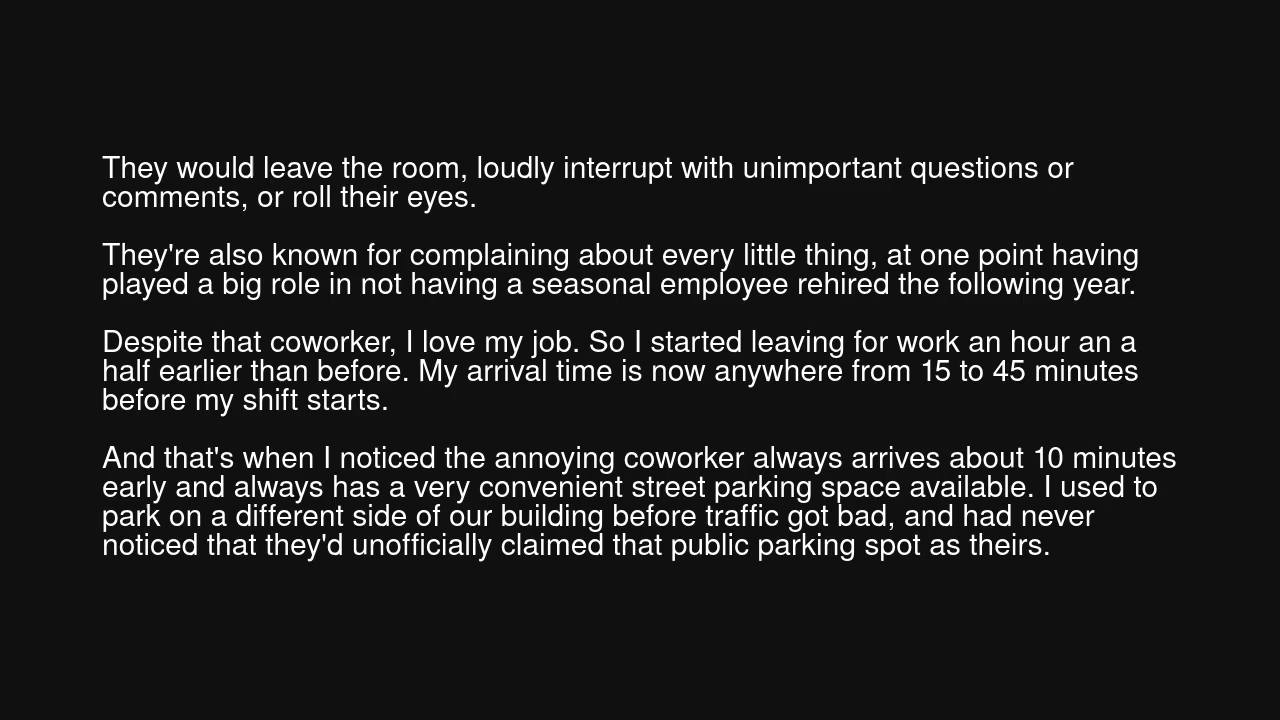 They would leave the room, loudly interrupt with unimportant questions or
comments, or roll their eyes.
They're also known for complaining about every little thing, at one point having
played a big role in not having a seasonal employee rehired the following year.
Despite that coworker, I love my job. So I started leaving for work an hour an a
half earlier than before. My arrival time is now anywhere from 15 to 45 minutes
before my shift starts.
And that's when I noticed the annoying coworker always arrives about 10 minutes
early and always has a very convenient street parking space available. I used to
park on a different side of our building before traffic got bad, and had never
noticed that they'd unofficially claimed that public parking spot as theirs.